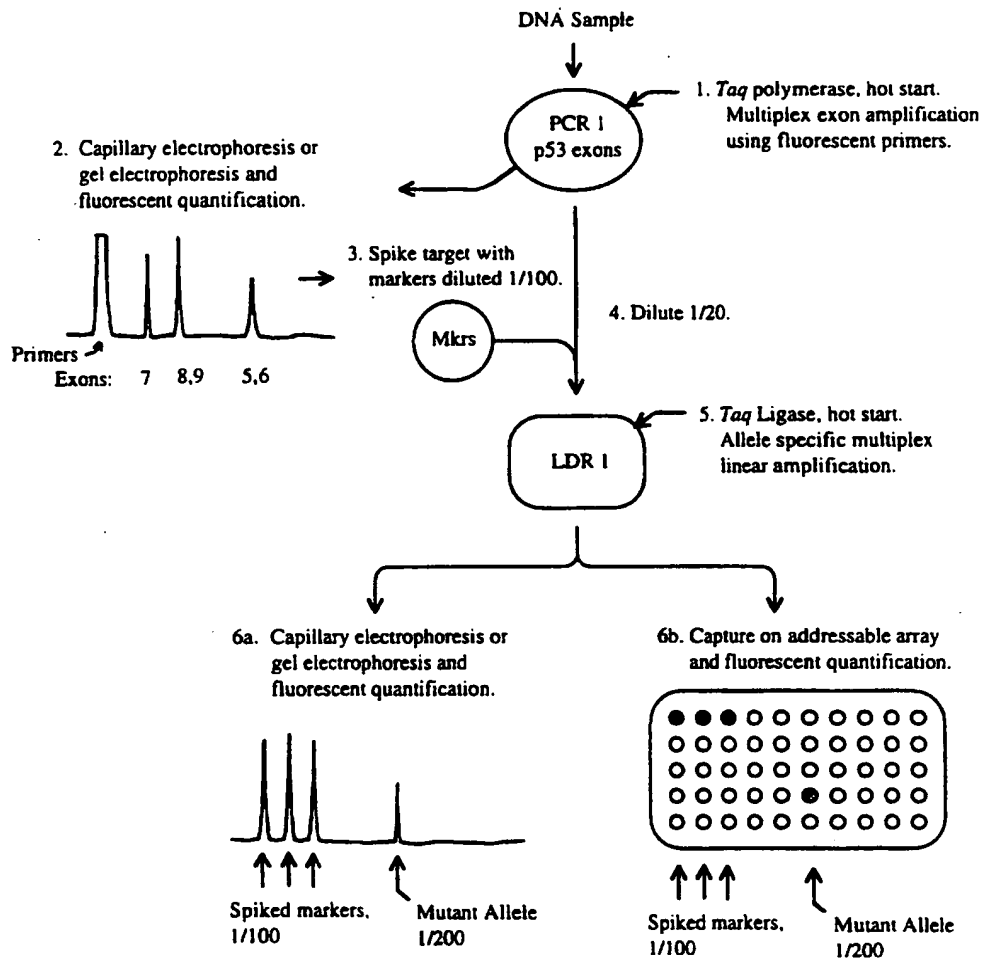 DNA Sample
1. Taq polymerase, hot start.
Multiplex exon amplification
using fluorescent primers.
PCR 1
p53 exons
2. Capillary electrophoresis or
gel electrophoresis and
fluorescent quantification.
3. Spike target with
markers diluted 1/100.
4. Dilute 1/20.
Mkrs
Primers
Exons: 7 8,9 5,6
5. Taq Ligase, hot start.
Allele specific multiplex
linear amplification.
LDR 1
6a. Capillary electrophoresis or
gel electrophoresis and
fluorescent quantification.
6b. Capture on addressable array
and fluorescent quantification.
Spiked markers,
1/100
Mutant Allele
1/200
Spiked markers,
1/100
Mutant Allele
1/200